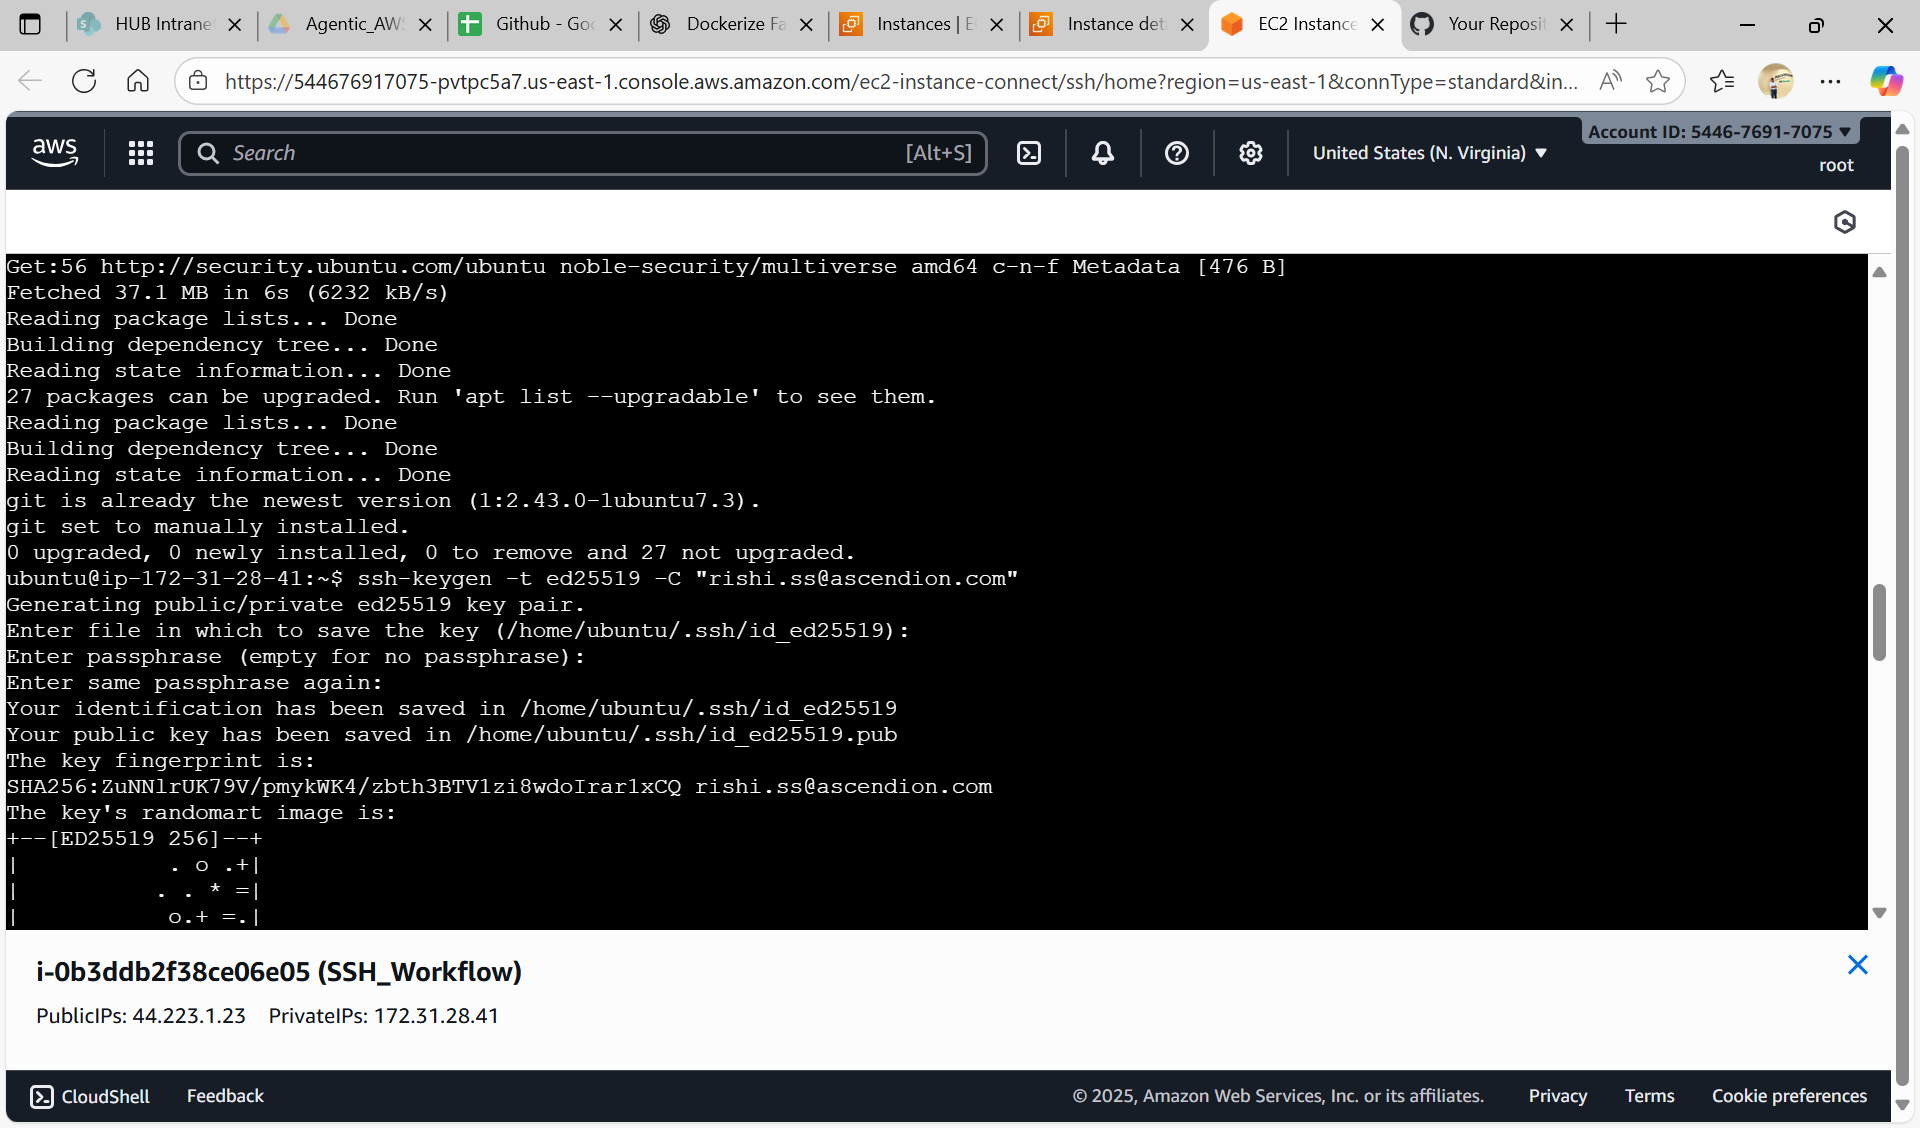 HUB Intrane
Agentic_AW
Github - Goo
Dockerize Fa
Instances | E
Instance det
EC2 Instance
Your Reposit
https://544676917075-pvtpc5a7.us-east-1.console.aws.amazon.com/ec2-instance-connect/ssh/home?region=us-east-1&connType=standard&in...
aws
Search [Alt+S]
United States (N. Virginia)
Account ID: 5446-7691-7075
root
Get:56 http://security.ubuntu.com/ubuntu noble-security/multiverse amd64 c-n-f Metadata [476 B]
Fetched 37.1 MB in 6s (6232 kB/s)
Reading package lists... Done
Building dependency tree... Done
Reading state information... Done
27 packages can be upgraded. Run 'apt list --upgradable' to see them.
Reading package lists... Done
Building dependency tree... Done
Reading state information... Done
git is already the newest version (1:2.43.0-1ubuntu7.3).
git set to manually installed.
0 upgraded, 0 newly installed, 0 to remove and 27 not upgraded.
ubuntu@ip-172-31-28-41:~$ ssh-keygen -t ed25519 -C "rishi.ss@ascendion.com"
Generating public/private ed25519 key pair.
Enter file in which to save the key (/home/ubuntu/.ssh/id_ed25519):
Enter passphrase (empty for no passphrase):
Enter same passphrase again:
Your identification has been saved in /home/ubuntu/.ssh/id_ed25519
Your public key has been saved in /home/ubuntu/.ssh/id_ed25519.pub
The key fingerprint is:
SHA256:ZuNNlrUK79V/pmykWK4/zbth3BTV1zi8wdoIrar1xCQ rishi.ss@ascendion.com
The key's randomart image is:
+--[ED25519 256]--+
|            . o .+|
|           . . * =|
|            o.+ =.|
i-0b3ddb2f38ce06e05 (SSH_Workflow)
PublicIPs: 44.223.1.23 PrivateIPs: 172.31.28.41
CloudShell Feedback © 2025, Amazon Web Services, Inc. or its affiliates. Privacy Terms Cookie preferences